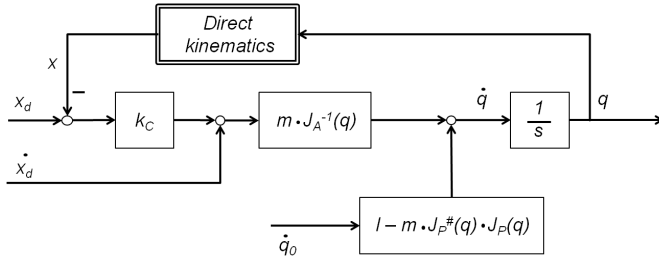 Direct
kinematics
x
−
x_d
k_C
m·J_A^{-1}(q)
q̇
1
s
q
ẋ_d
q̇_0
I − m·J_P^#(q)·J_P(q)